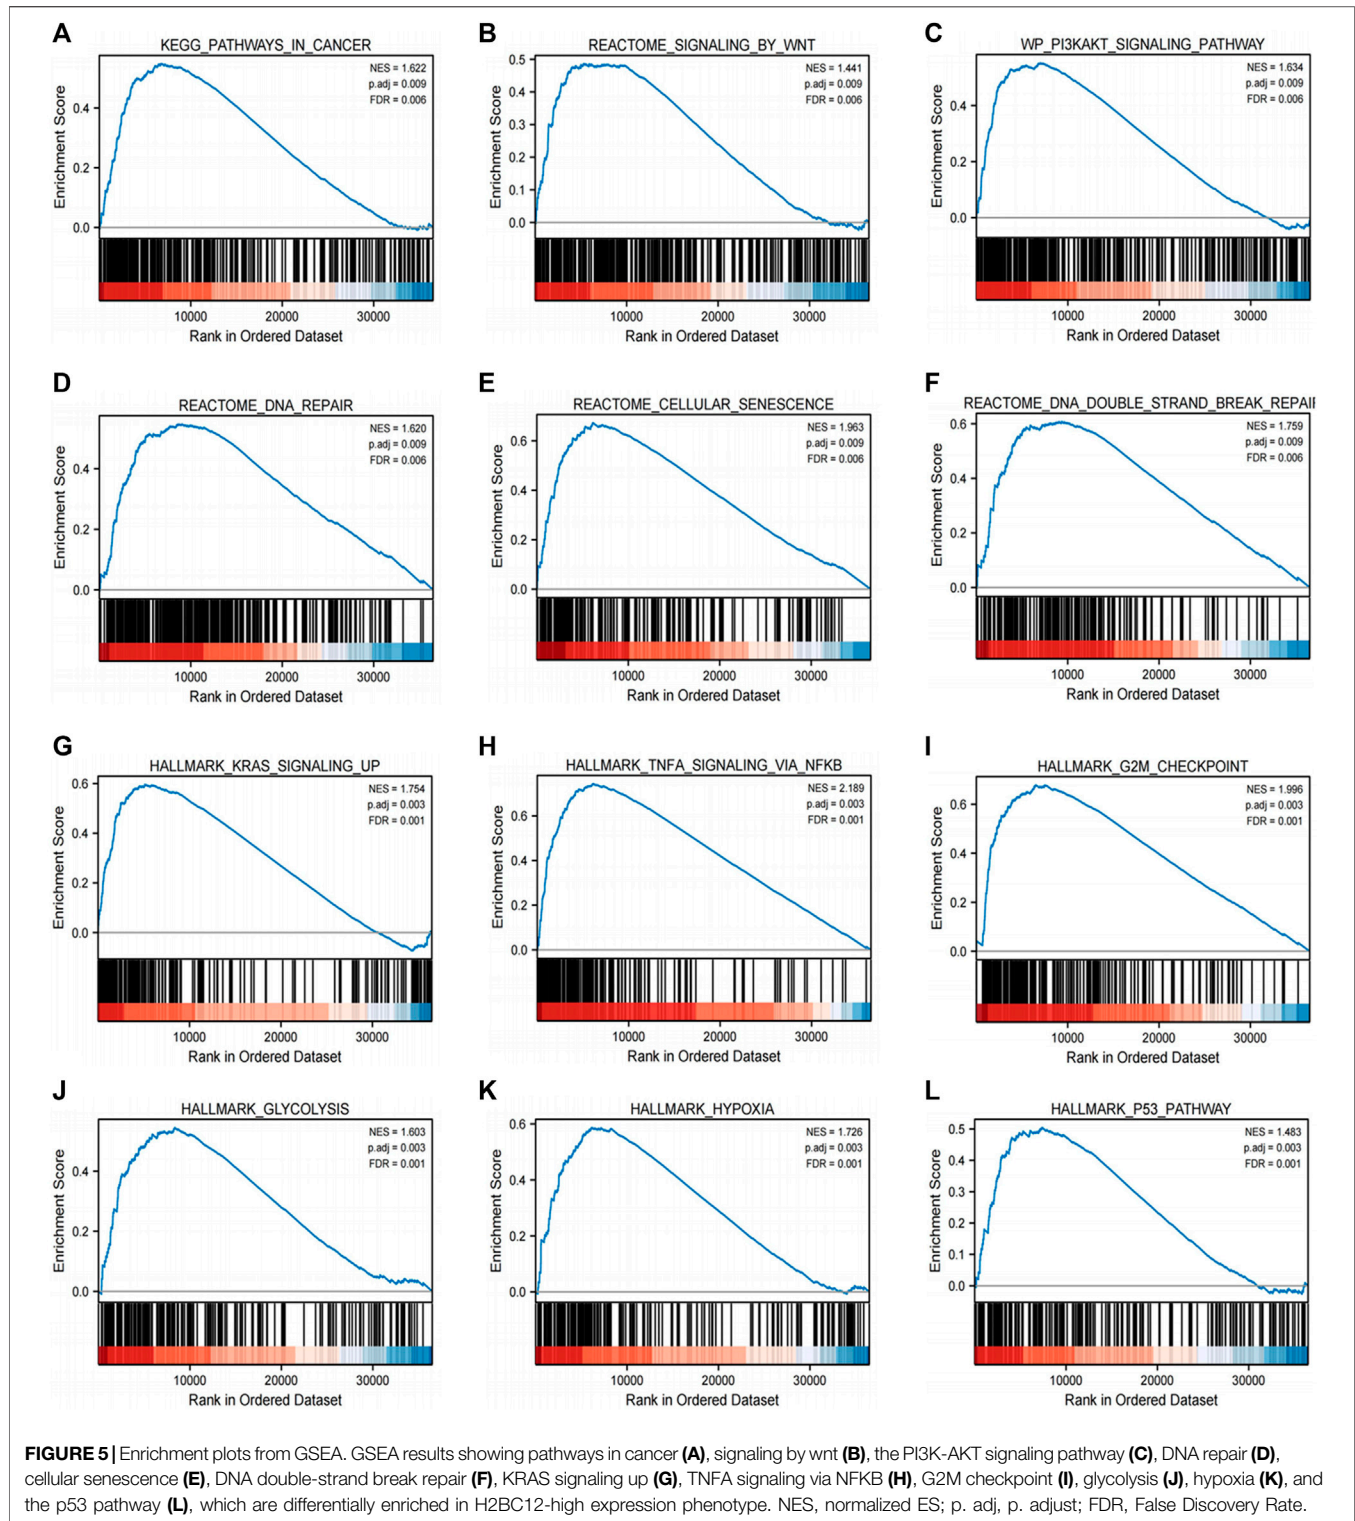 A
KEGG_PATHWAYS_IN_CANCER
NES = 1.622
p.adj = 0.009
FDR = 0.006
Enrichment Score
0.4
0.2
0.0
10000 20000 30000
Rank in Ordered Dataset
B
REACTOME_SIGNALING_BY_WNT
NES = 1.441
p.adj = 0.009
FDR = 0.006
Enrichment Score
0.5
0.4
0.3
0.2
0.1
0.0
10000 20000 30000
Rank in Ordered Dataset
C
WP_PI3KAKT_SIGNALING_PATHWAY
NES = 1.634
p.adj = 0.009
FDR = 0.006
Enrichment Score
0.4
0.2
0.0
10000 20000 30000
Rank in Ordered Dataset
D
REACTOME_DNA_REPAIR
NES = 1.620
p.adj = 0.009
FDR = 0.006
Enrichment Score
0.4
0.2
0.0
10000 20000 30000
Rank in Ordered Dataset
E
REACTOME_CELLULAR_SENESCENCE
NES = 1.963
p.adj = 0.009
FDR = 0.006
Enrichment Score
0.6
0.4
0.2
0.0
10000 20000 30000
Rank in Ordered Dataset
F
REACTOME_DNA_DOUBLE_STRAND_BREAK_REPAIR
NES = 1.759
p.adj = 0.009
FDR = 0.006
Enrichment Score
0.6
0.4
0.2
0.0
10000 20000 30000
Rank in Ordered Dataset
G
HALLMARK_KRAS_SIGNALING_UP
NES = 1.754
p.adj = 0.003
FDR = 0.001
Enrichment Score
0.6
0.4
0.2
0.0
10000 20000 30000
Rank in Ordered Dataset
H
HALLMARK_TNFA_SIGNALING_VIA_NFKB
NES = 2.189
p.adj = 0.003
FDR = 0.001
Enrichment Score
0.6
0.4
0.2
0.0
10000 20000 30000
Rank in Ordered Dataset
I
HALLMARK_G2M_CHECKPOINT
NES = 1.996
p.adj = 0.003
FDR = 0.001
Enrichment Score
0.6
0.4
0.2
0.0
10000 20000 30000
Rank in Ordered Dataset
J
HALLMARK_GLYCOLYSIS
NES = 1.603
p.adj = 0.003
FDR = 0.001
Enrichment Score
0.4
0.2
0.0
10000 20000 30000
Rank in Ordered Dataset
K
HALLMARK_HYPOXIA
NES = 1.726
p.adj = 0.003
FDR = 0.001
Enrichment Score
0.6
0.4
0.2
0.0
10000 20000 30000
Rank in Ordered Dataset
L
HALLMARK_P53_PATHWAY
NES = 1.483
p.adj = 0.003
FDR = 0.001
Enrichment Score
0.5
0.4
0.3
0.2
0.1
0.0
10000 20000 30000
Rank in Ordered Dataset
FIGURE 5 | Enrichment plots from GSEA. GSEA results showing pathways in cancer (A), signaling by wnt (B), the PI3K-AKT signaling pathway (C), DNA repair (D),
cellular senescence (E), DNA double-strand break repair (F), KRAS signaling up (G), TNFA signaling via NFKB (H), G2M checkpoint (I), glycolysis (J), hypoxia (K), and
the p53 pathway (L), which are differentially enriched in H2BC12-high expression phenotype. NES, normalized ES; p. adj, p. adjust; FDR, False Discovery Rate.